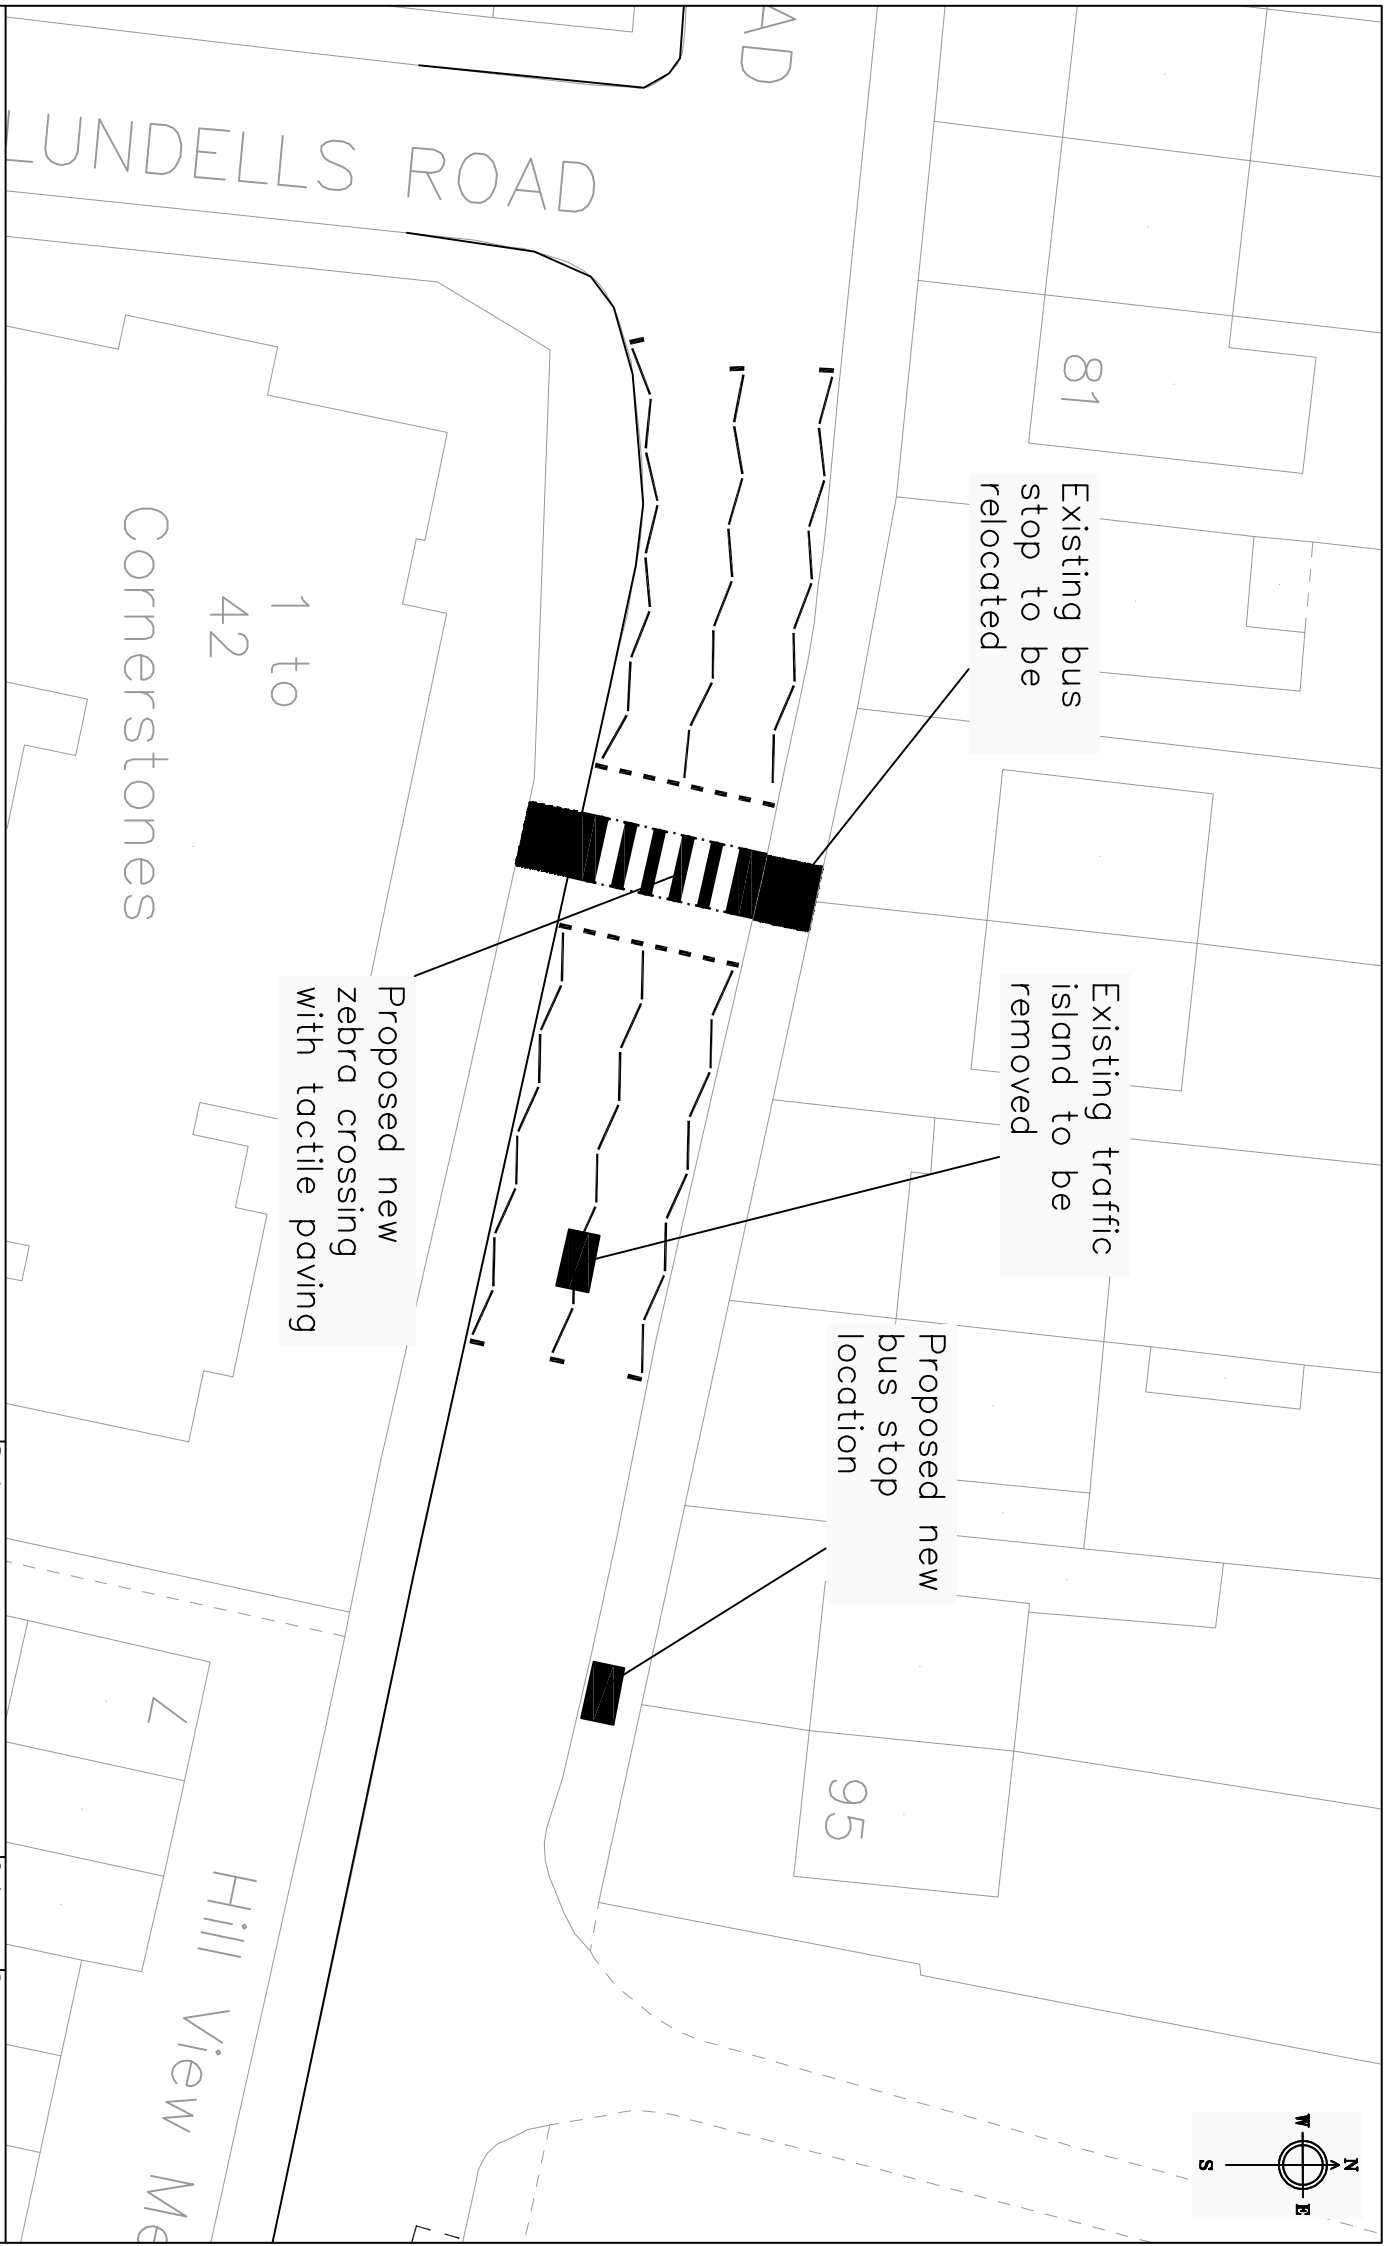 AD
LUNDELLS ROAD
81
Existing bus
stop to be
relocated
1 to
42
Cornerstones
Existing traffic
island to be
removed
Proposed new
zebra crossing
with tactile paving
Proposed new
bus stop
location
95
Hill View Me
N
W
E
S